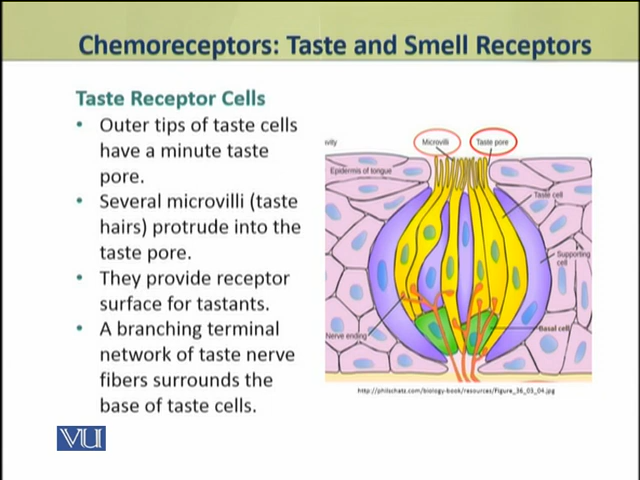 Chemoreceptors: Taste and Smell Receptors
Taste Receptor Cells
• Outer tips of taste cells
have a minute taste
pore.
• Several microvilli (taste
hairs) protrude into the
taste pore.
• They provide receptor
surface for tastants.
• A branching terminal
network of taste nerve
fibers surrounds the
base of taste cells.
vity
Microvilli
Taste pore
Epidermis of tongue
Taste cell
Supporting
cell
Nerve ending
Basal cell
http://philschatz.com/biology-book/resources/Figure_36_03_04.jpg
VU